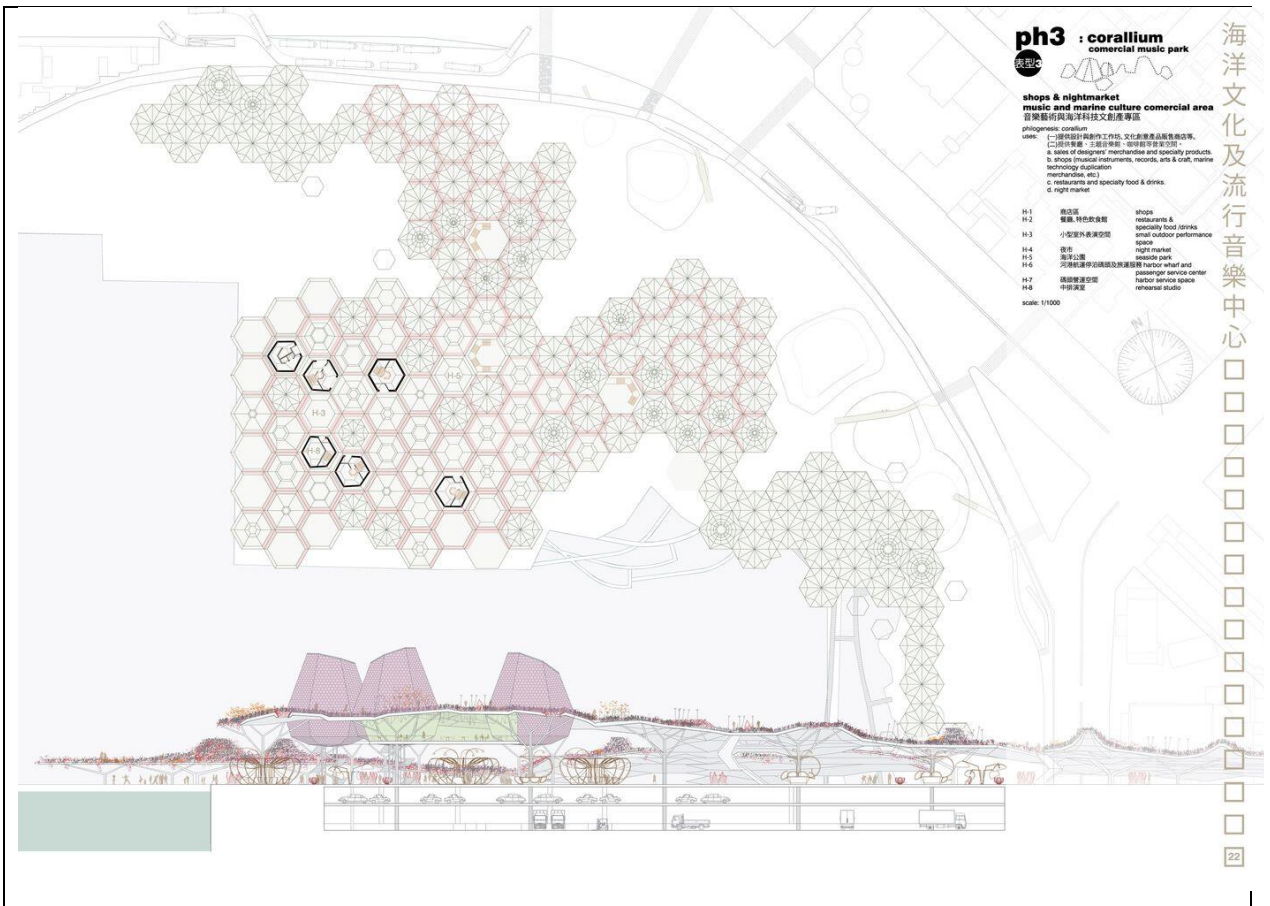 ph3 : corallium
comercial music park
表型3
shops & nightmarket
music and marine culture comercial area
音樂藝術與海洋科技文創產專區
philogenesis: corallium
uses: (一)提供設計與創作工作坊、文化創意產品販售商店等。
(二)提供餐廳、主題音樂館、咖啡館等營業空間。
a. sales of designers' merchandise and specialty products.
b. shops (musical instruments, records, arts & craft, marine
technology duplication
merchandise, etc.)
c. restaurants and specialty food & drinks.
d. night market
H-1 商店區 shops
H-2 餐廳、特色飲食館 restaurants &
speciality food /drinks
H-3 小型室外表演空間 small outdoor performance
space
H-4 夜市 night market
H-5 海洋公園 seaside park
H-6 河港航運停泊碼頭及旅運服務 harbor wharf and
passenger service center
H-7 碼頭營運空間 harbor service space
H-8 中排演室 rehearsal studio
scale: 1/1000
N
H-5
H-3
H-8
海洋文化及流行音樂中心
22